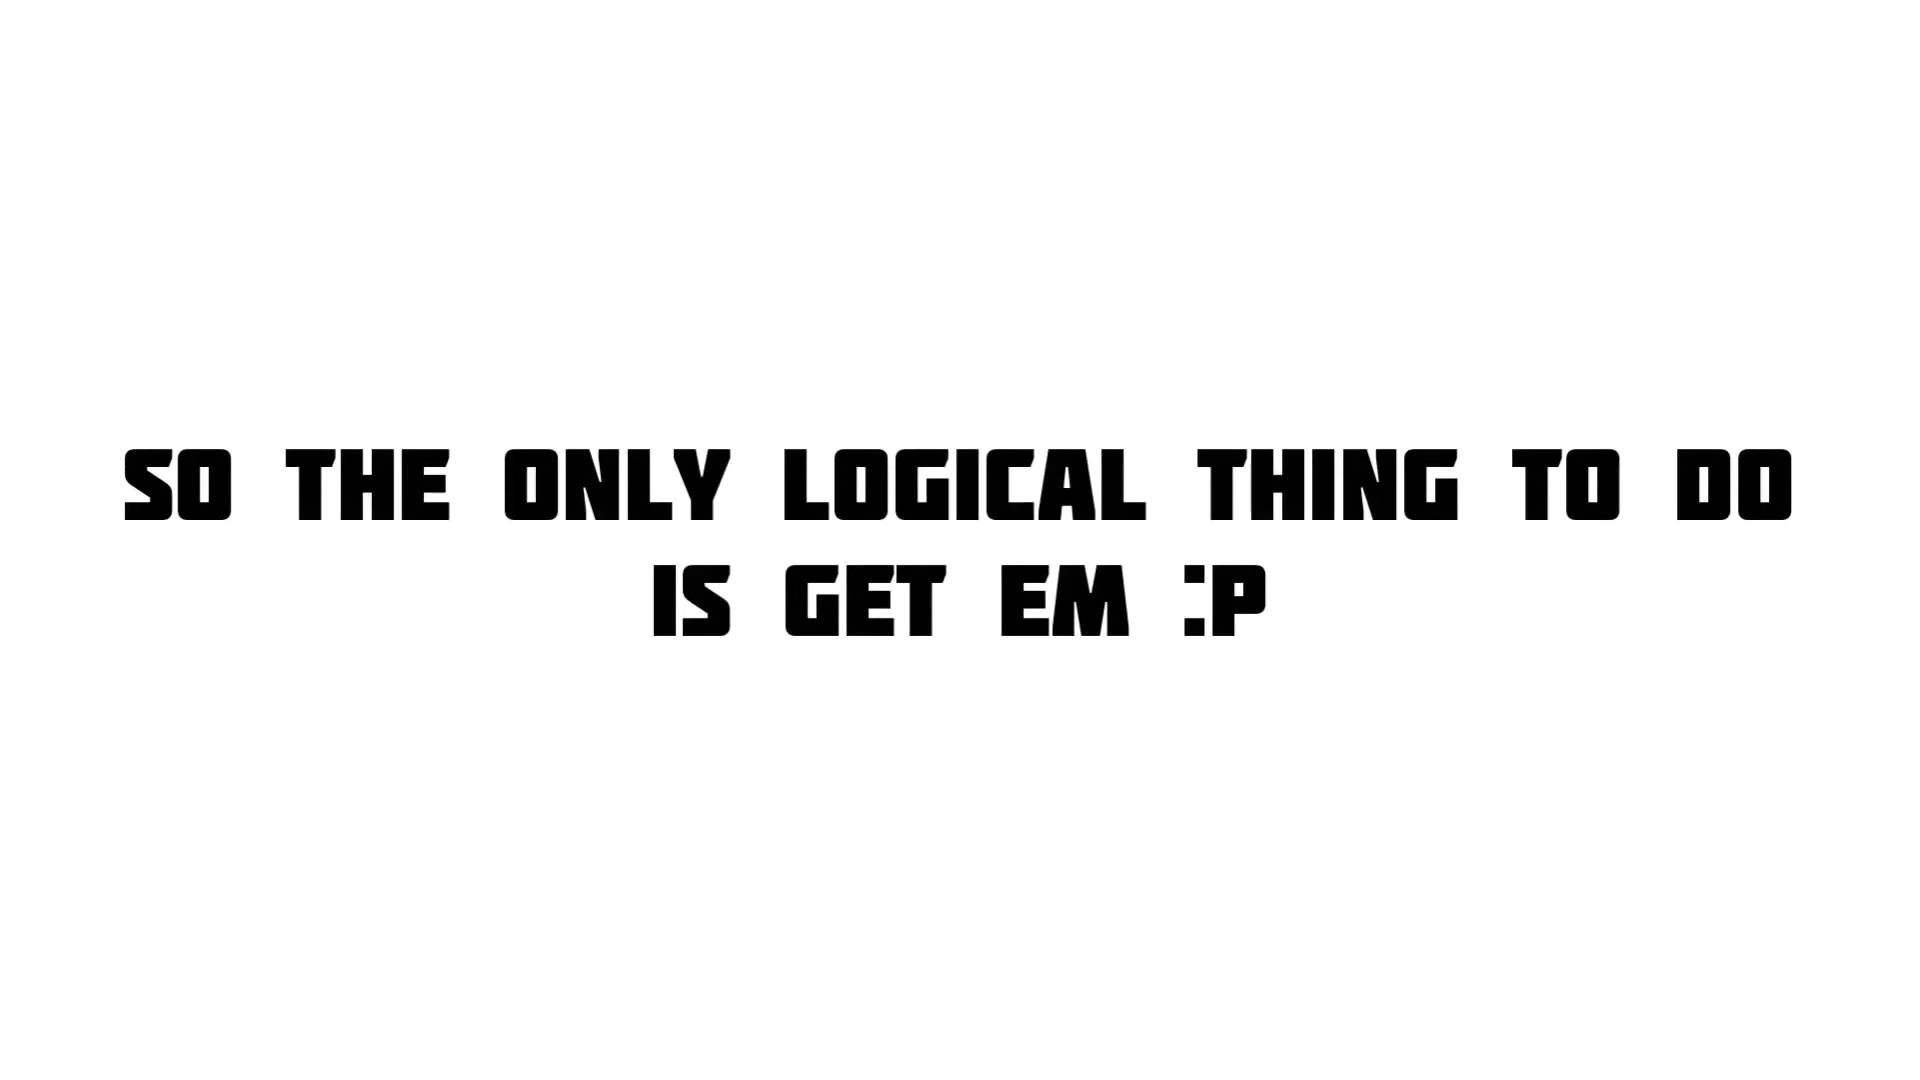 SO THE ONLY LOGICAL THING TO DO
IS GET EM :P